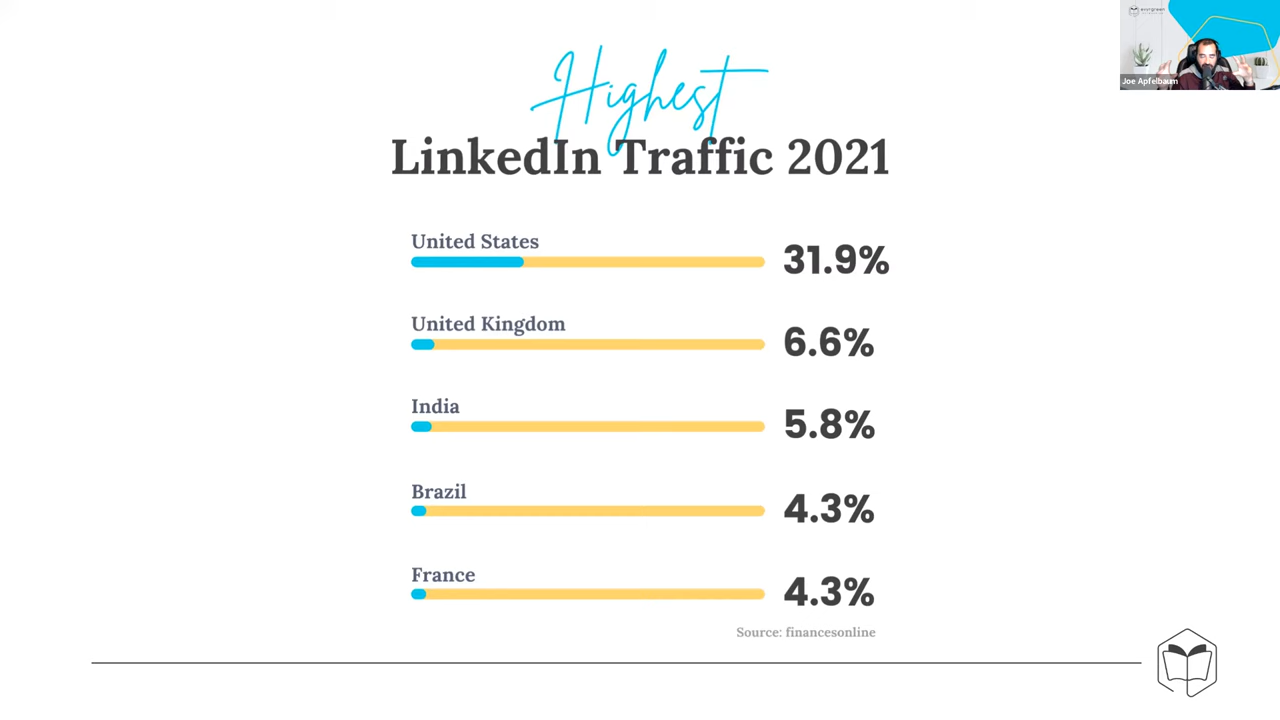 evergreen
Joe Apfelbaum
Highest
LinkedIn Traffic 2021
United States
31.9%
United Kingdom
6.6%
India
5.8%
Brazil
4.3%
France
4.3%
Source: financesonline